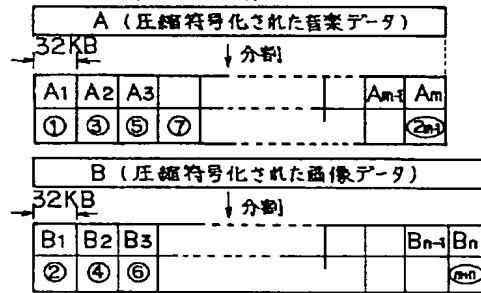 A (圧縮符号化された音楽データ)
32KB
分割
A1 A2 A3 Am-1 Am
① ③ ⑤ ⑦ 2m-1
B (圧縮符号化された画像データ)
32KB
分割
B1 B2 B3 Bn-1 Bn
② ④ ⑥ m+n